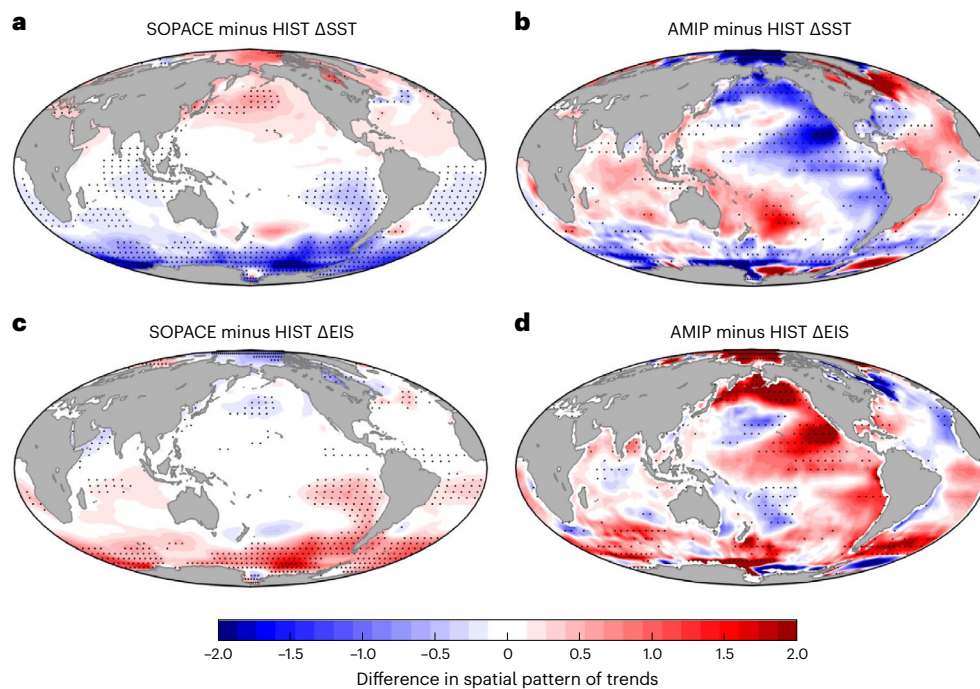 a
SOPACE minus HIST ΔSST
b
AMIP minus HIST ΔSST
c
SOPACE minus HIST ΔEIS
d
AMIP minus HIST ΔEIS
−2.0 −1.5 −1.0 −0.5 0 0.5 1.0 1.5 2.0
Difference in spatial pattern of trends